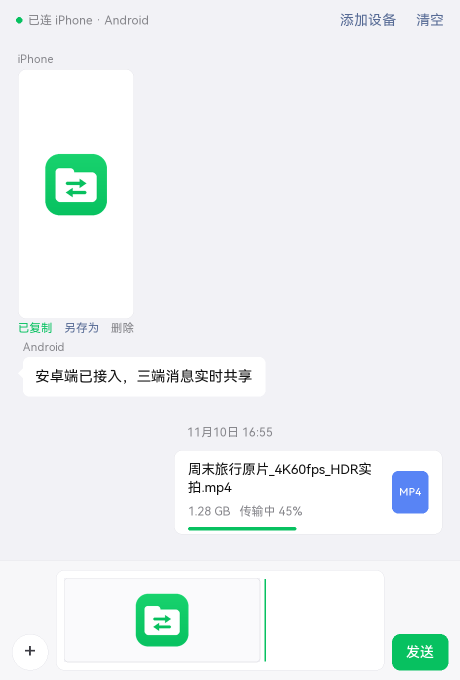 已连 iPhone · Android
添加设备
清空
iPhone
已复制
另存为
删除
Android
安卓端已接入，三端消息实时共享
11月10日 16:55
周末旅行原片_4K60fps_HDR实
拍.mp4
MP4
1.28 GB 传输中 45%
+
发送